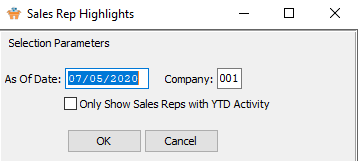 Sales Rep Highlights
Selection Parameters
As Of Date: 07/05/2020 Company: 001
Only Show Sales Reps with YTD Activity
OK Cancel